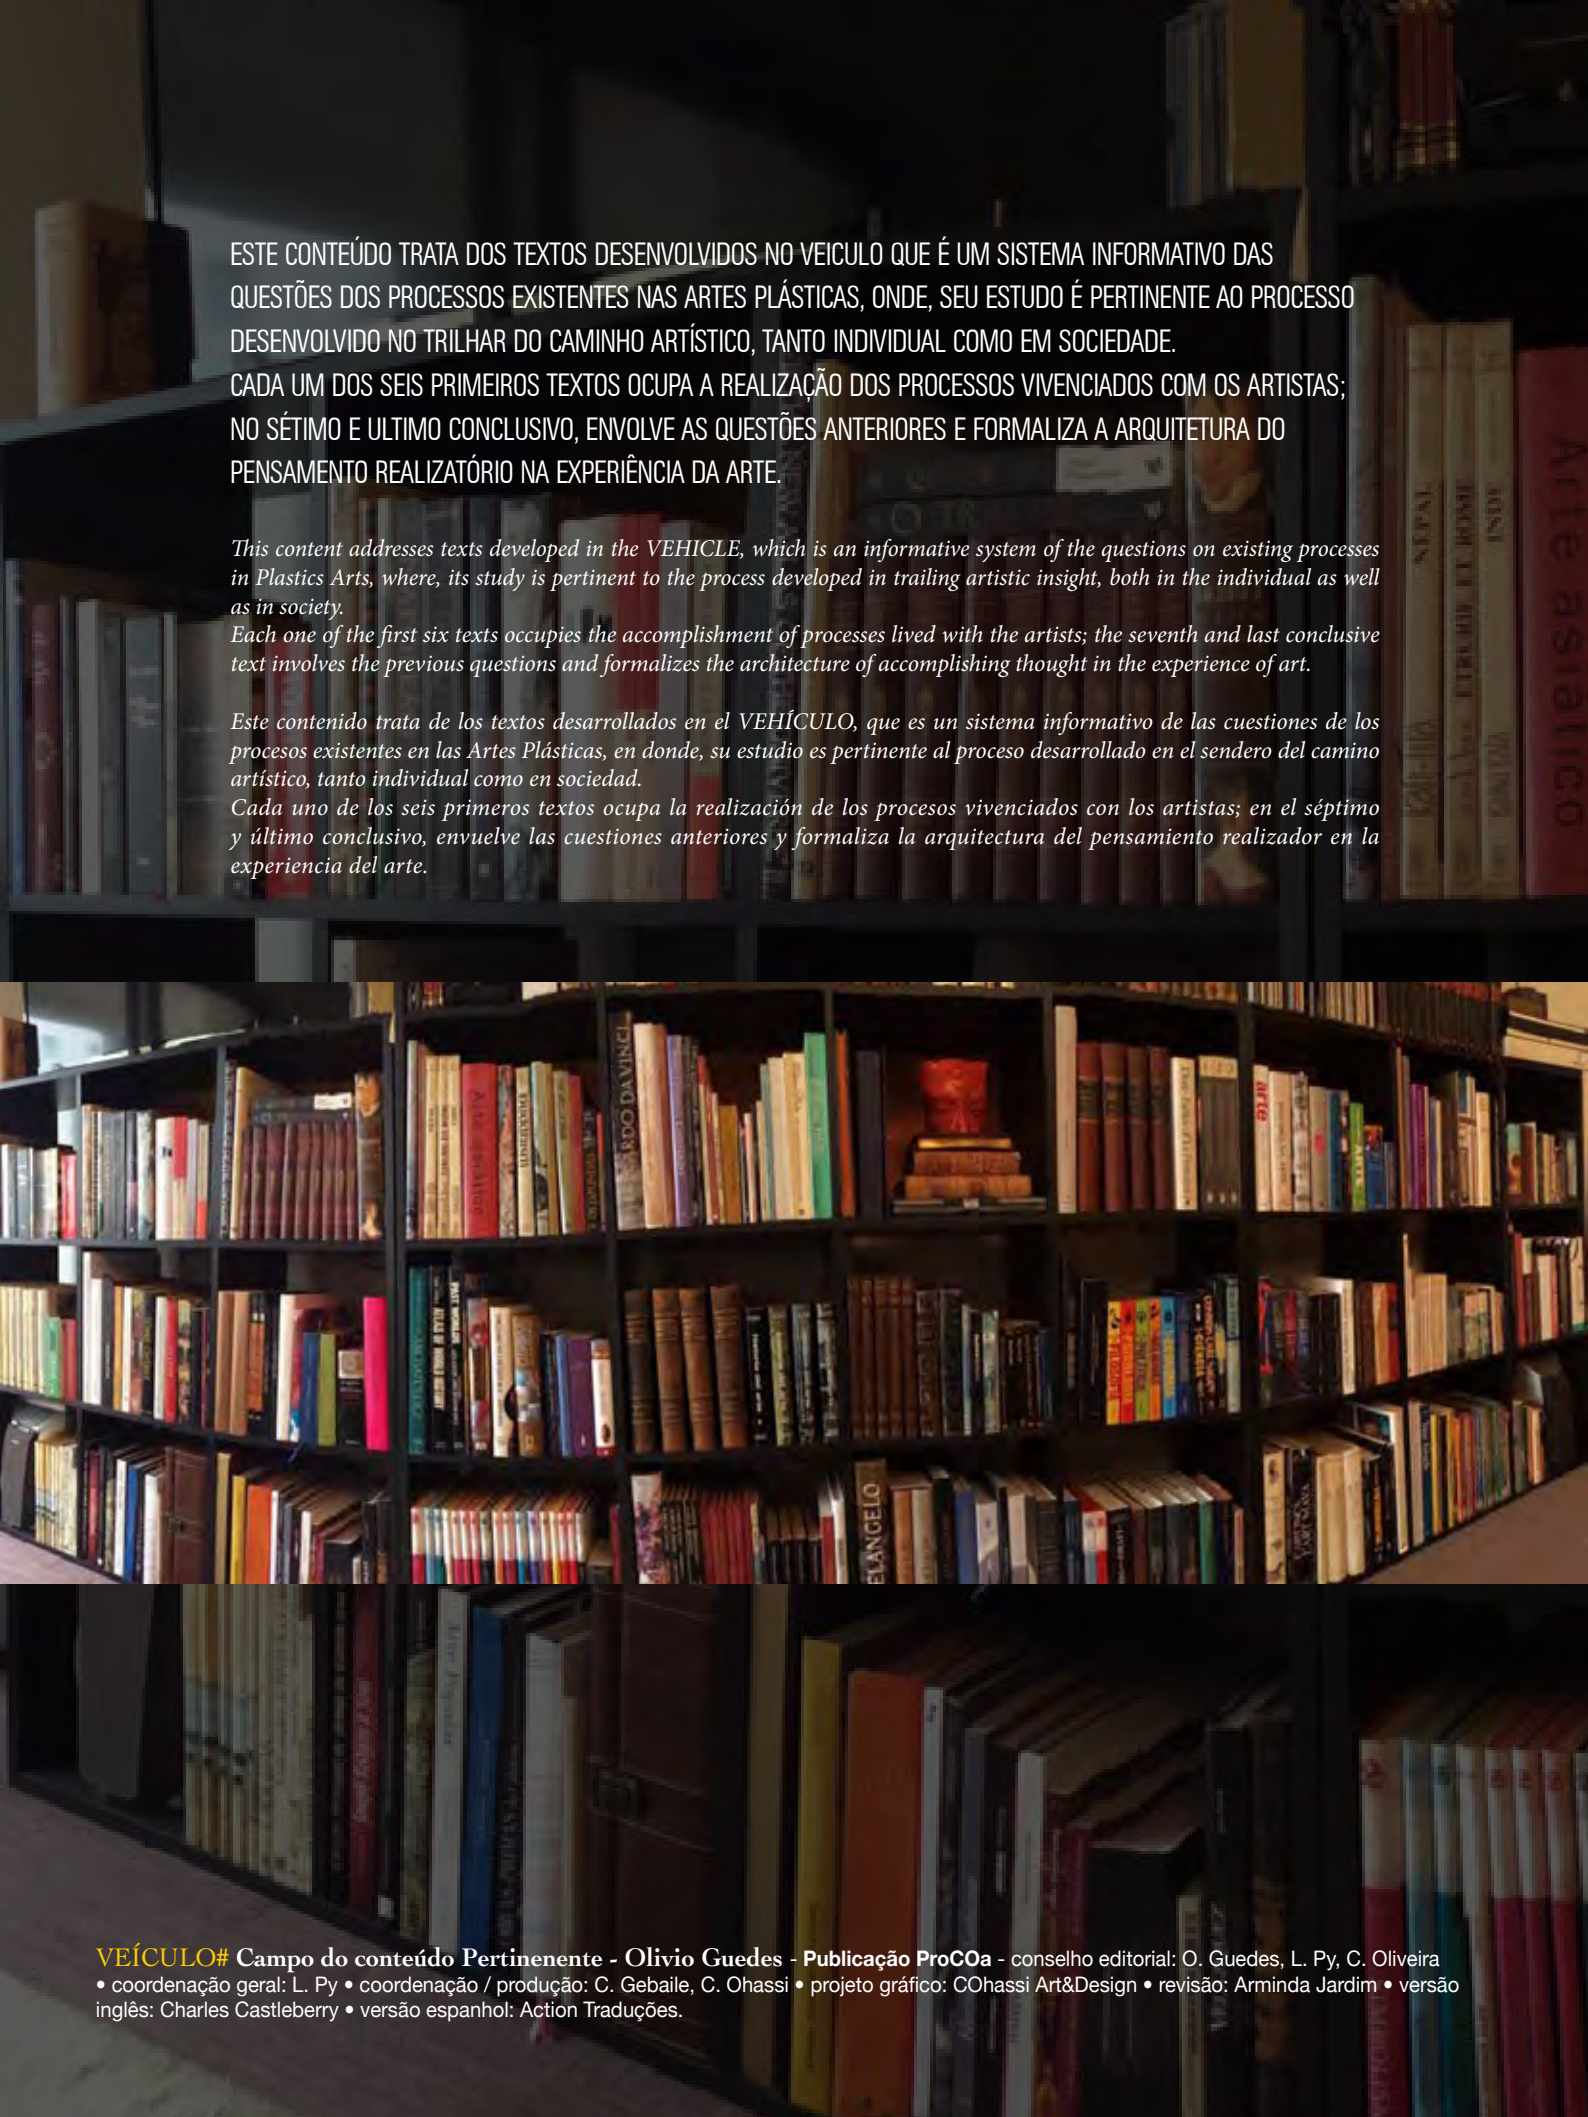 ESTE CONTEÚDO TRATA DOS TEXTOS DESENVOLVIDOS NO VEICULO QUE É UM SISTEMA INFORMATIVO DAS
QUESTÕES DOS PROCESSOS EXISTENTES NAS ARTES PLÁSTICAS, ONDE, SEU ESTUDO É PERTINENTE AO PROCESSO
DESENVOLVIDO NO TRILHAR DO CAMINHO ARTÍSTICO, TANTO INDIVIDUAL COMO EM SOCIEDADE.
CADA UM DOS SEIS PRIMEIROS TEXTOS OCUPA A REALIZAÇÃO DOS PROCESSOS VIVENCIADOS COM OS ARTISTAS;
NO SÉTIMO E ULTIMO CONCLUSIVO, ENVOLVE AS QUESTÕES ANTERIORES E FORMALIZA A ARQUITETURA DO
PENSAMENTO REALIZATÓRIO NA EXPERIÊNCIA DA ARTE.
This content addresses texts developed in the VEHICLE, which is an informative system of the questions on existing processes
in Plastics Arts, where, its study is pertinent to the process developed in trailing artistic insight, both in the individual as well
as in society.
Each one of the first six texts occupies the accomplishment of processes lived with the artists; the seventh and last conclusive
text involves the previous questions and formalizes the architecture of accomplishing thought in the experience of art.
Este contenido trata de los textos desarrollados en el VEHÍCULO, que es un sistema informativo de las cuestiones de los
procesos existentes en las Artes Plásticas, en donde, su estudio es pertinente al proceso desarrollado en el sendero del camino
artístico, tanto individual como en sociedad.
Cada uno de los seis primeros textos ocupa la realización de los procesos vivenciados con los artistas; en el séptimo
y último conclusivo, envuelve las cuestiones anteriores y formaliza la arquitectura del pensamiento realizador en la
experiencia del arte.
Arte asiático
DO DA VINCI
arte
ELANGELO
VEÍCULO# Campo do conteúdo Pertinenente - Olivio Guedes - Publicação ProCOa - conselho editorial: O. Guedes, L. Py, C. Oliveira
• coordenação geral: L. Py • coordenação / produção: C. Gebaile, C. Ohassi • projeto gráfico: COhassi Art&Design • revisão: Arminda Jardim • versão
inglês: Charles Castleberry • versão espanhol: Action Traduções.